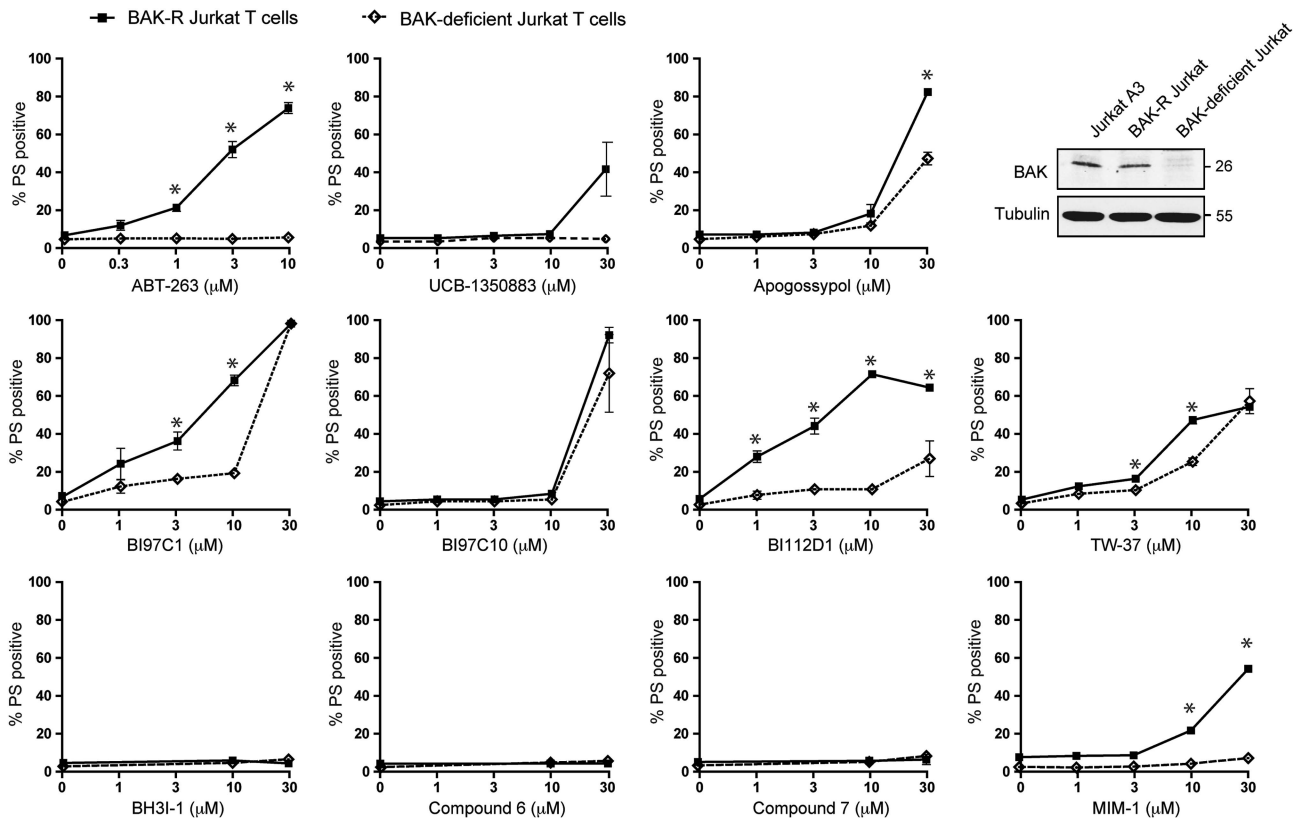 BAK-R Jurkat T cells
BAK-deficient Jurkat T cells
% PS positive
100
80
60
40
20
0
0 0.3 1 3 10
ABT-263 (μM)
*
*
*
% PS positive
100
80
60
40
20
0
0 1 3 10 30
UCB-1350883 (μM)
% PS positive
100
80
60
40
20
0
0 1 3 10 30
Apogossypol (μM)
*
Jurkat A3
BAK-R Jurkat
BAK-deficient Jurkat
BAK
- 26
Tubulin
- 55
% PS positive
100
80
60
40
20
0
0 1 3 10 30
BI97C1 (μM)
*
*
% PS positive
100
80
60
40
20
0
0 1 3 10 30
BI97C10 (μM)
% PS positive
100
80
60
40
20
0
0 1 3 10 30
BI112D1 (μM)
*
*
*
*
% PS positive
100
80
60
40
20
0
0 1 3 10 30
TW-37 (μM)
*
*
% PS positive
100
80
60
40
20
0
0 1 3 10 30
BH3I-1 (μM)
% PS positive
100
80
60
40
20
0
0 1 3 10 30
Compound 6 (μM)
% PS positive
100
80
60
40
20
0
0 1 3 10 30
Compound 7 (μM)
% PS positive
100
80
60
40
20
0
0 1 3 10 30
MIM-1 (μM)
*
*